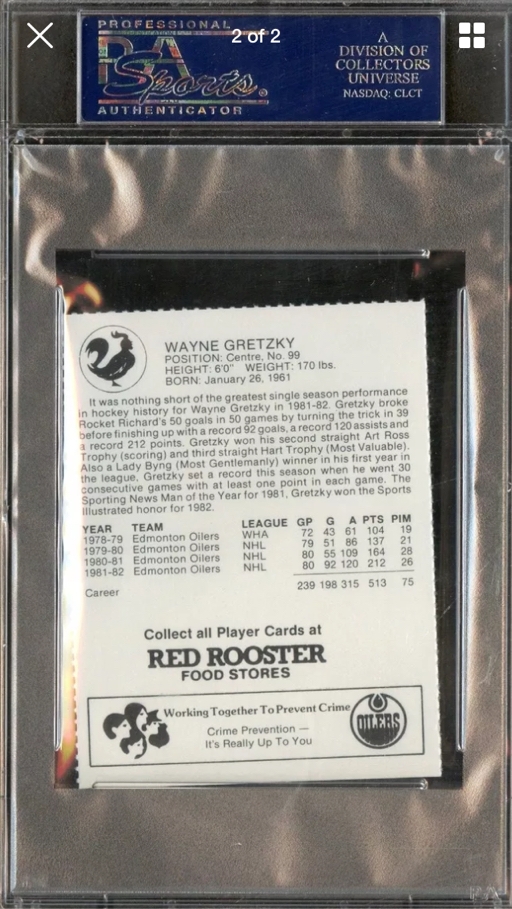 PROFESSIONAL
PSA
Sports®
AUTHENTICATOR
2 of 2
A
DIVISION OF
COLLECTORS
UNIVERSE
NASDAQ: CLCT
WAYNE GRETZKY
POSITION: Centre, No. 99
HEIGHT: 6'0" WEIGHT: 170 lbs.
BORN: January 26, 1961
It was nothing short of the greatest single season performance
in hockey history for Wayne Gretzky in 1981-82. Gretzky broke
Rocket Richard's 50 goals in 50 games by turning the trick in 39
before finishing up with a record 92 goals, a record 120 assists and
a record 212 points. Gretzky won his second straight Art Ross
Trophy (scoring) and third straight Hart Trophy (Most Valuable).
Also a Lady Byng (Most Gentlemanly) winner in his first year in
the league. Gretzky set a record this season when he went 30
consecutive games with at least one point in each game. The
Sporting News Man of the Year for 1981, Gretzky won the Sports
Illustrated honor for 1982.
YEAR TEAM LEAGUE GP G A PTS PIM
1978-79 Edmonton Oilers WHA 72 43 61 104 19
1979-80 Edmonton Oilers NHL 79 51 86 137 21
1980-81 Edmonton Oilers NHL 80 55 109 164 28
1981-82 Edmonton Oilers NHL 80 92 120 212 26
Career 239 198 315 513 75
Collect all Player Cards at
RED ROOSTER
FOOD STORES
Working Together To Prevent Crime
Crime Prevention —
It's Really Up To You
OILERS